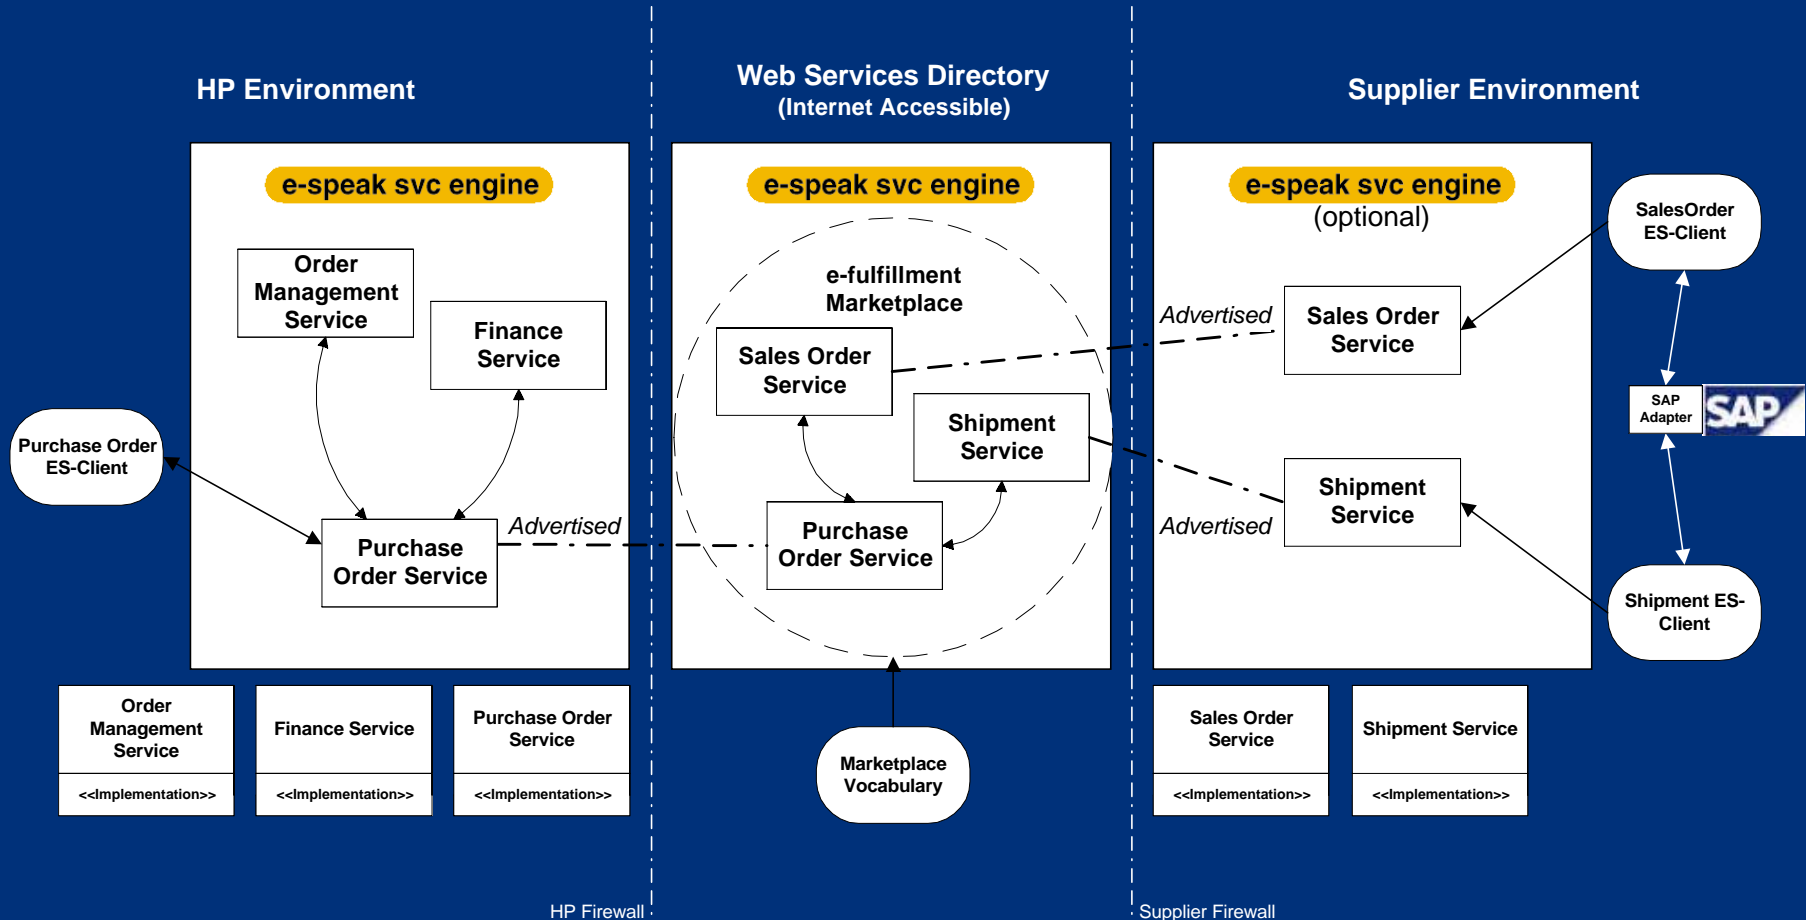 HP Environment
Web Services Directory
(Internet Accessible)
Supplier Environment
e-speak svc engine
Order
Management
Service
Finance
Service
Purchase Order
ES-Client
Purchase
Order Service
Advertised
e-speak svc engine
e-fulfillment
Marketplace
Sales Order
Service
Shipment
Service
Purchase
Order Service
Advertised
Advertised
e-speak svc engine
(optional)
Sales Order
Service
Shipment
Service
SalesOrder
ES-Client
SAP
Adapter
SAP
Shipment ES-
Client
Order
Management
Service
<<Implementation>>
Finance Service
<<Implementation>>
Purchase Order
Service
<<Implementation>>
Marketplace
Vocabulary
Sales Order
Service
<<Implementation>>
Shipment Service
<<Implementation>>
HP Firewall
Supplier Firewall